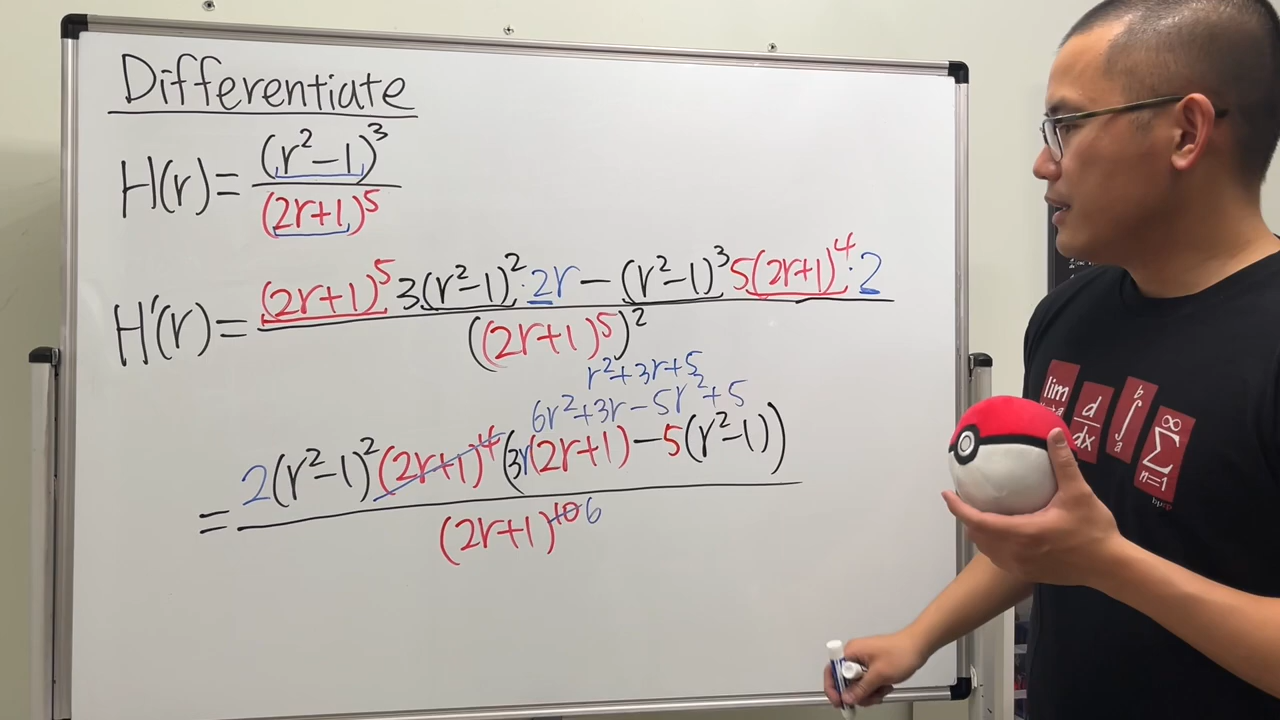 Differentiate
H(r) = (r²-1)³ / (2r+1)⁵
H'(r) = (2r+1)⁵ 3(r²-1)²·2r - (r²-1)³ 5(2r+1)⁴·2 / ((2r+1)⁵)²
r²+3r+5
6r²+3r-5r²+5
= 2(r²-1)²(2r+1)⁴(3r(2r+1)-5(r²-1)) / (2r+1)¹⁰ 6
lim d/dx ∫ₐᵇ ∑ₙ₌₁^∞